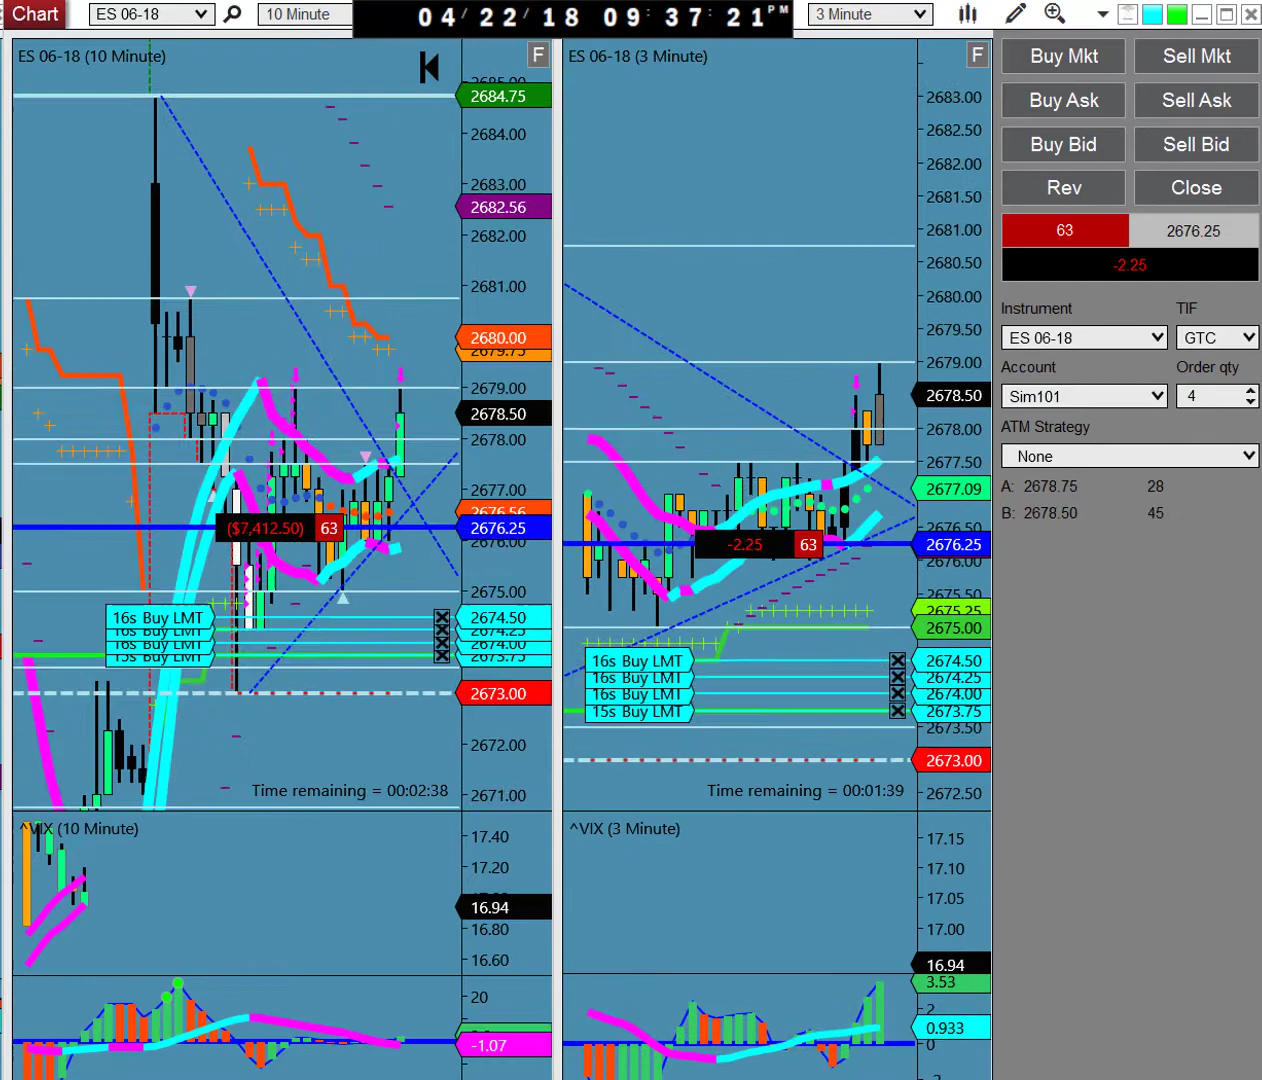 Chart
ES 06-18
10 Minute
04/22/18 09:37:21 PM
3 Minute
ES 06-18 (10 Minute)
F
2684.75
2684.00
2683.00
2682.56
2682.00
2681.00
2680.00
2679.75
2679.00
2678.50
2678.00
2677.00
2676.56
2676.25
2676.00
2675.00
2674.50
2674.25
2674.00
2673.75
2673.00
2672.00
2671.00
($7,412.50) 63
16s Buy LMT
16s Buy LMT
16s Buy LMT
15s Buy LMT
Time remaining = 00:02:38
^VIX (10 Minute)
17.40
17.20
16.94
16.80
16.60
20
-1.07
ES 06-18 (3 Minute)
F
2683.00
2682.50
2682.00
2681.50
2681.00
2680.50
2680.00
2679.50
2679.00
2678.50
2678.00
2677.50
2677.09
2676.50
2676.25
2676.00
2675.50
2675.25
2675.00
2674.50
2674.25
2674.00
2673.75
2673.50
2673.00
2672.50
-2.25 63
16s Buy LMT
16s Buy LMT
16s Buy LMT
15s Buy LMT
Time remaining = 00:01:39
^VIX (3 Minute)
17.15
17.10
17.05
17.00
16.94
3.53
2
0.933
0
Buy Mkt
Sell Mkt
Buy Ask
Sell Ask
Buy Bid
Sell Bid
Rev
Close
63
2676.25
-2.25
Instrument
TIF
ES 06-18
GTC
Account
Order qty
Sim101
4
ATM Strategy
None
A: 2678.75 28
B: 2678.50 45